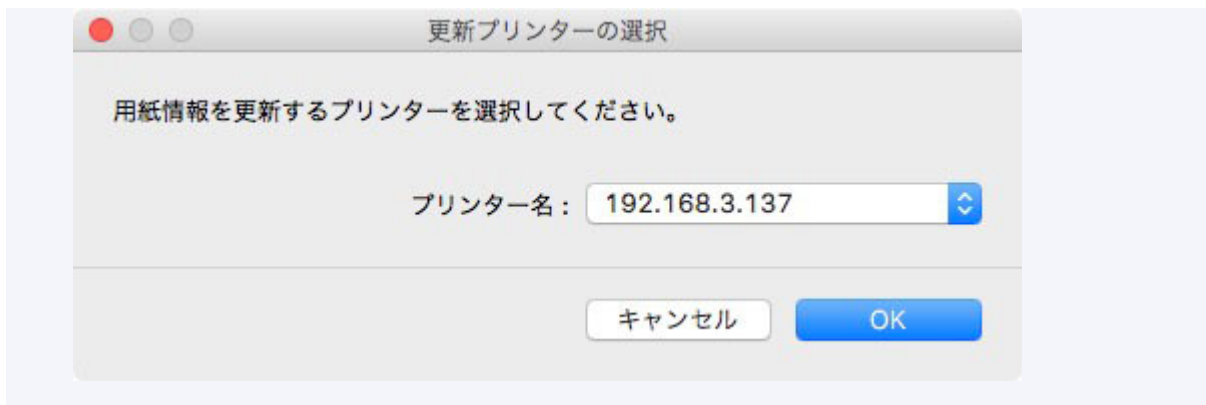 更新プリンターの選択
用紙情報を更新するプリンターを選択してください。
プリンター名： 192.168.3.137
キャンセル OK